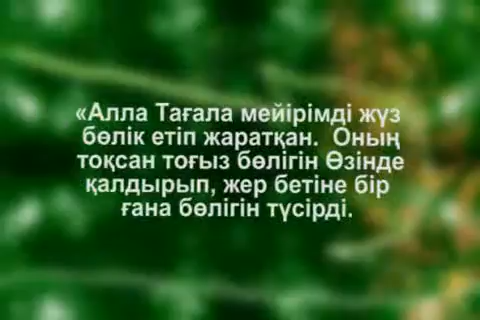 «Алла Тағала мейірімді жүз
бөлік етіп жаратқан. Оның
тоқсан тоғыз бөлігін Өзінде
қалдырып, жер бетіне бір
ғана бөлігін түсірді.